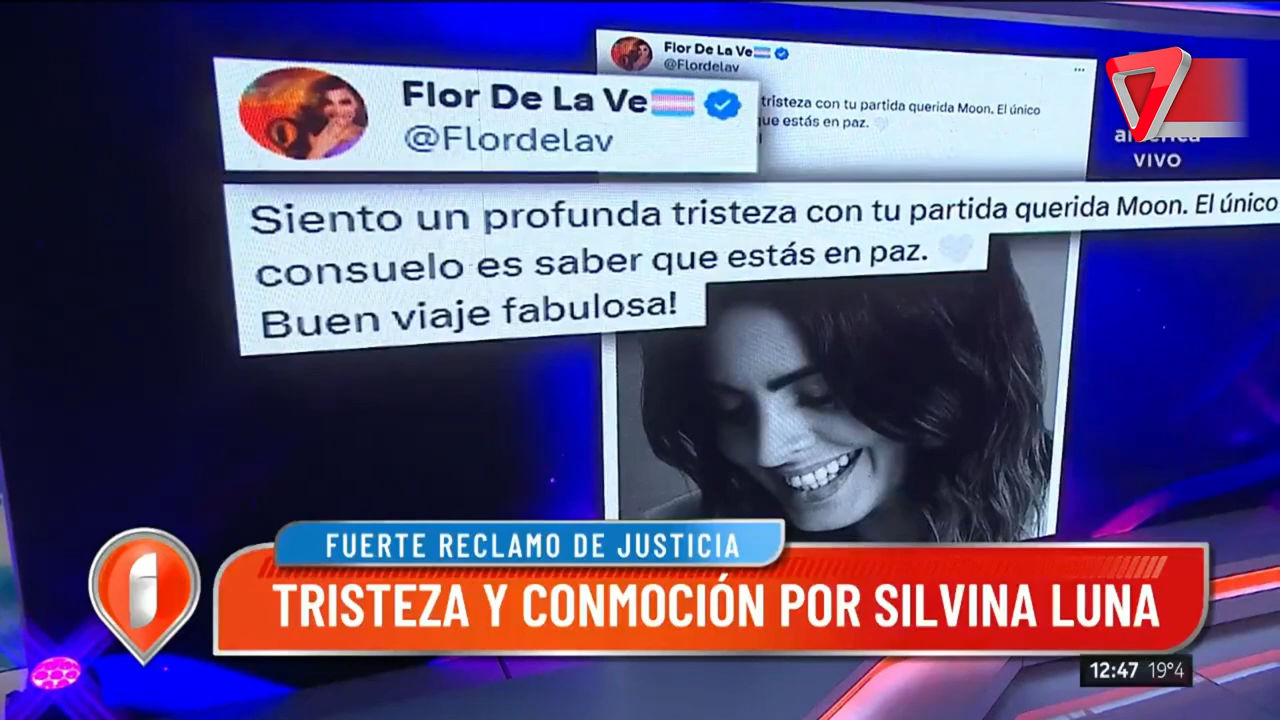 Flor De La Ve
@Flordelav
tristeza con tu partida querida Moon. El único
que estás en paz.
Flor De La Ve
@Flordelav
Siento un profunda tristeza con tu partida querida Moon. El único
consuelo es saber que estás en paz.
Buen viaje fabulosa!
américa
VIVO
FUERTE RECLAMO DE JUSTICIA
TRISTEZA Y CONMOCIÓN POR SILVINA LUNA
12:47 19°4